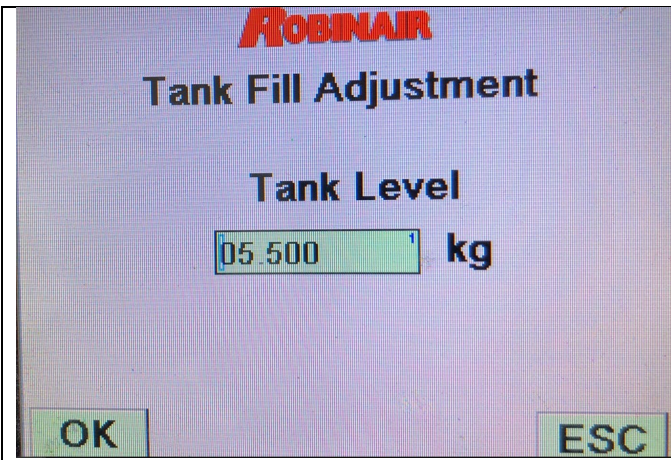 ROBINAIR
Tank Fill Adjustment
Tank Level
05.500 1 kg
OK ESC